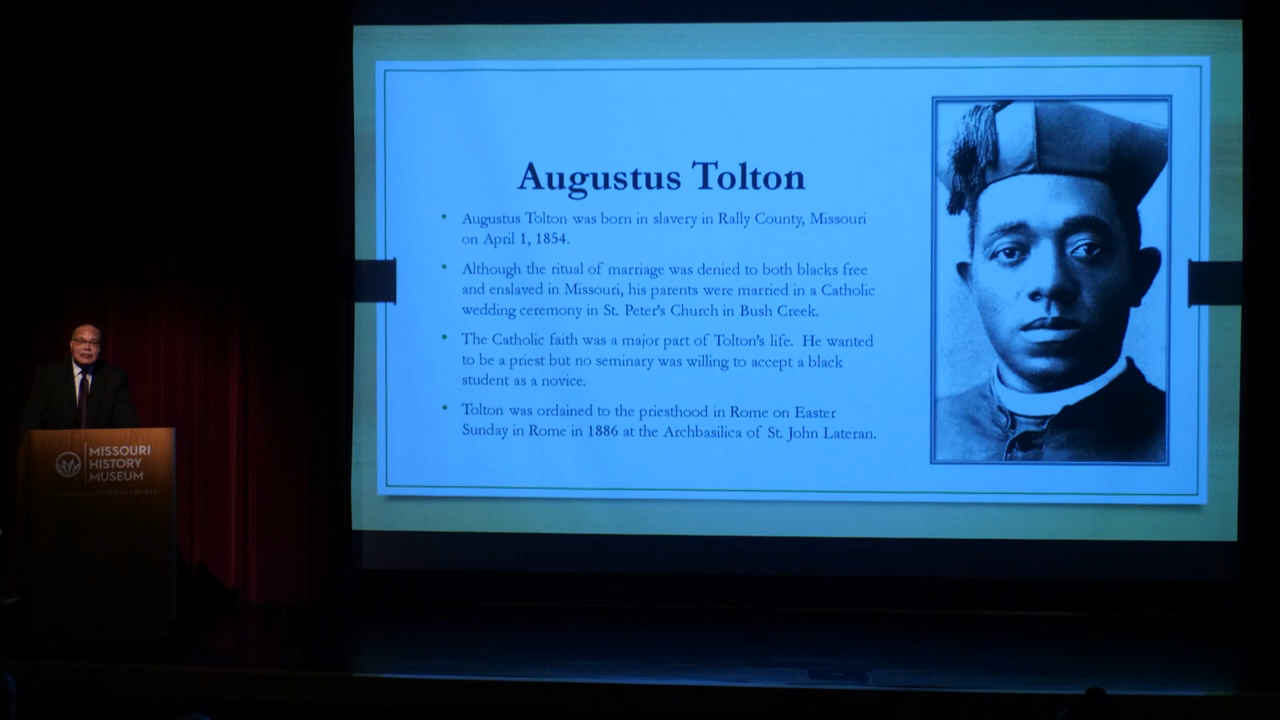 Augustus Tolton
• Augustus Tolton was born in slavery in Rally County, Missouri
on April 1, 1854.
• Although the ritual of marriage was denied to both blacks free
and enslaved in Missouri, his parents were married in a Catholic
wedding ceremony in St. Peter's Church in Bush Creek.
• The Catholic faith was a major part of Tolton's life. He wanted
to be a priest but no seminary was willing to accept a black
student as a novice.
• Tolton was ordained to the priesthood in Rome on Easter
Sunday in Rome in 1886 at the Archbasilica of St. John Lateran.
MISSOURI
HISTORY
MUSEUM
HISTORICAL SOCIETY